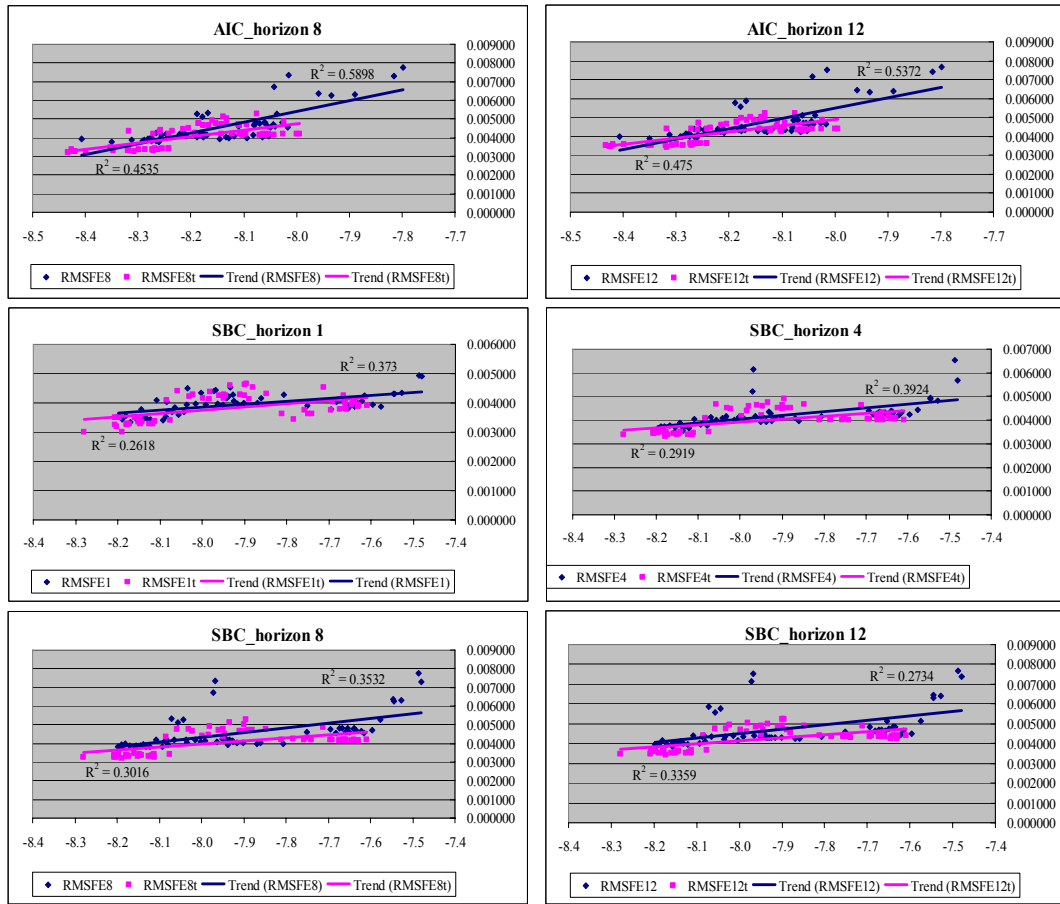 AIC_horizon 8
0.009000
0.008000
0.007000
0.006000
0.005000
0.004000
0.003000
0.002000
0.001000
0.000000
R² = 0.5898
R² = 0.4535
-8.5 -8.4 -8.3 -8.2 -8.1 -8.0 -7.9 -7.8 -7.7
RMSFE8 RMSFE8t Trend (RMSFE8) Trend (RMSFE8t)
AIC_horizon 12
0.009000
0.008000
0.007000
0.006000
0.005000
0.004000
0.003000
0.002000
0.001000
0.000000
R² = 0.5372
R² = 0.475
-8.5 -8.4 -8.3 -8.2 -8.1 -8.0 -7.9 -7.8 -7.7
RMSFE12 RMSFE12t Trend (RMSFE12) Trend (RMSFE12t)
SBC_horizon 1
0.006000
0.005000
0.004000
0.003000
0.002000
0.001000
0.000000
R² = 0.373
R² = 0.2618
-8.4 -8.3 -8.2 -8.1 -8.0 -7.9 -7.8 -7.7 -7.6 -7.5 -7.4
RMSFE1 RMSFE1t Trend (RMSFE1t) Trend (RMSFE1)
SBC_horizon 4
0.007000
0.006000
0.005000
0.004000
0.003000
0.002000
0.001000
0.000000
R² = 0.3924
R² = 0.2919
-8.4 -8.3 -8.2 -8.1 -8.0 -7.9 -7.8 -7.7 -7.6 -7.5 -7.4
RMSFE4 RMSFE4t Trend (RMSFE4) Trend (RMSFE4t)
SBC_horizon 8
0.009000
0.008000
0.007000
0.006000
0.005000
0.004000
0.003000
0.002000
0.001000
0.000000
R² = 0.3532
R² = 0.3016
-8.4 -8.3 -8.2 -8.1 -8.0 -7.9 -7.8 -7.7 -7.6 -7.5 -7.4
RMSFE8 RMSFE8t Trend (RMSFE8) Trend (RMSFE8t)
SBC_horizon 12
0.009000
0.008000
0.007000
0.006000
0.005000
0.004000
0.003000
0.002000
0.001000
0.000000
R² = 0.2734
R² = 0.3359
-8.4 -8.3 -8.2 -8.1 -8.0 -7.9 -7.8 -7.7 -7.6 -7.5 -7.4
RMSFE12 RMSFE12t Trend (RMSFE12) Trend (RMSFE12t)